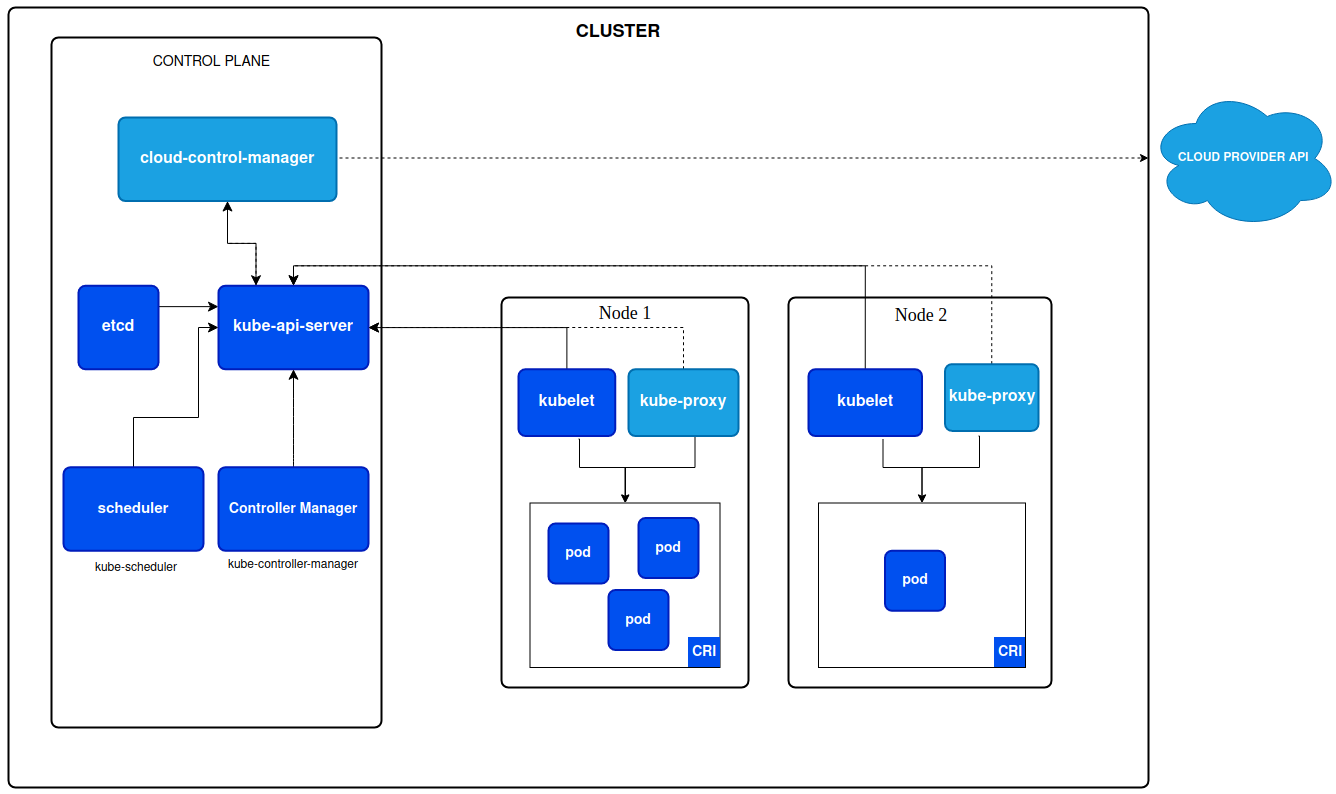 CLUSTER
CONTROL PLANE
cloud-control-manager
CLOUD PROVIDER API
etcd
kube-api-server
scheduler
kube-scheduler
Controller Manager
kube-controller-manager
Node 1
kubelet
kube-proxy
pod
pod
pod
CRI
Node 2
kubelet
kube-proxy
pod
CRI